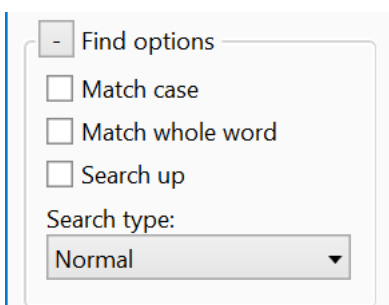 - Find options
Match case
Match whole word
Search up
Search type:
Normal